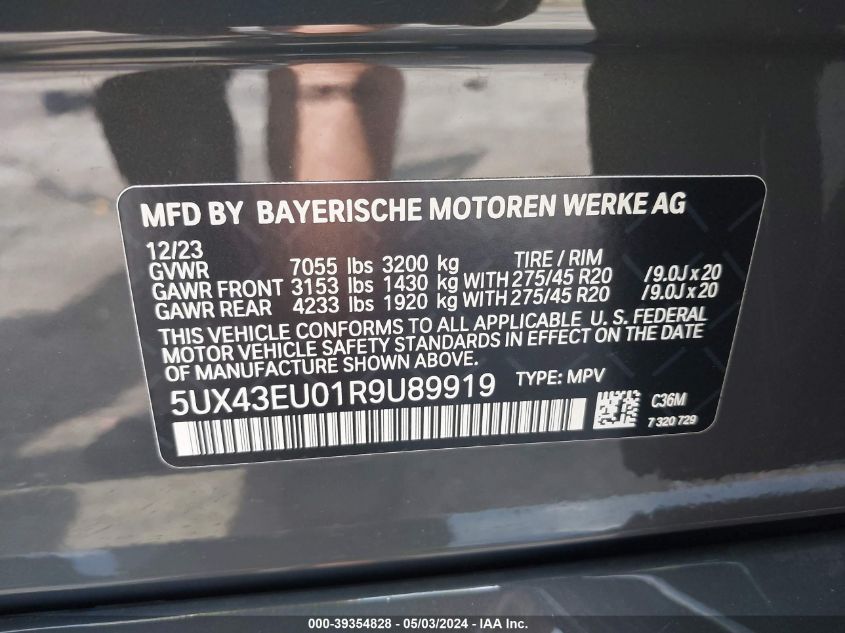 MFD BY BAYERISCHE MOTOREN WERKE AG
12/23 TIRE / RIM
GVWR 7055 lbs 3200 kg
GAWR FRONT 3153 lbs 1430 kg WITH 275/45 R20 /9.0J x 20
GAWR REAR 4233 lbs 1920 kg WITH 275/45 R20 /9.0J x 20
THIS VEHICLE CONFORMS TO ALL APPLICABLE U. S. FEDERAL
MOTOR VEHICLE SAFETY STANDARDS IN EFFECT ON THE DATE
OF MANUFACTURE SHOWN ABOVE.
5UX43EU01R9U89919 TYPE: MPV
C36M
7 320 729
000-39354828 - 05/03/2024 - IAA Inc.